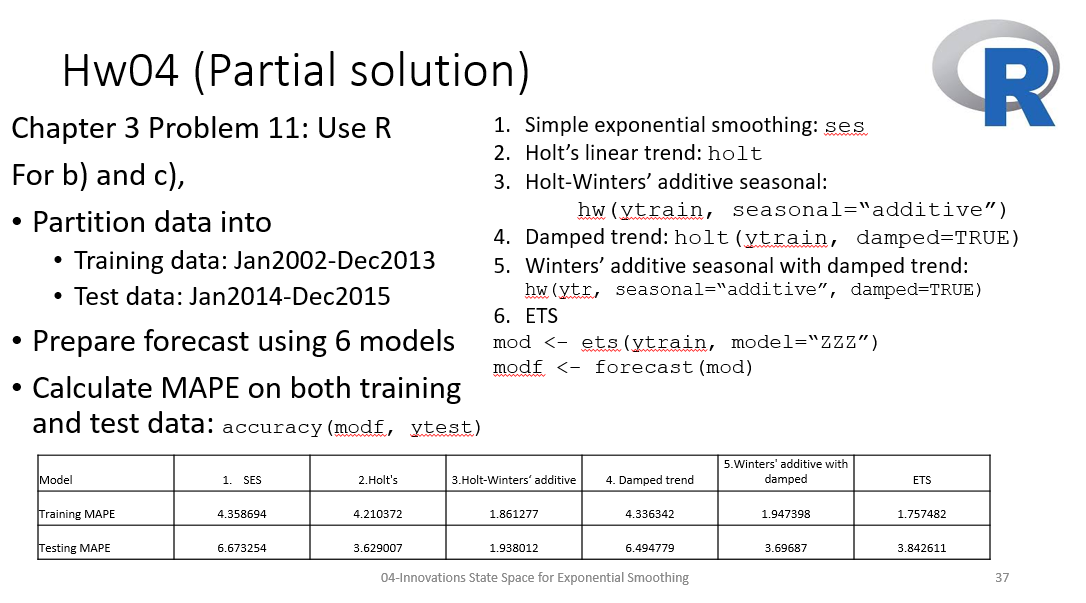 Hw04 (Partial solution)
R
Chapter 3 Problem 11: Use R
For b) and c),
• Partition data into
• Training data: Jan2002-Dec2013
• Test data: Jan2014-Dec2015
• Prepare forecast using 6 models
• Calculate MAPE on both training
and test data: accuracy(modf, ytest)
1. Simple exponential smoothing: ses
2. Holt’s linear trend: holt
3. Holt-Winters’ additive seasonal:
hw(ytrain, seasonal=“additive”)
4. Damped trend: holt(ytrain, damped=TRUE)
5. Winters’ additive seasonal with damped trend:
hw(ytr, seasonal=“additive”, damped=TRUE)
6. ETS
mod <- ets(ytrain, model=“ZZZ”)
modf <- forecast(mod)
Model 1. SES 2.Holt's 3.Holt-Winters’ additive 4. Damped trend 5.Winters' additive with damped ETS
Training MAPE 4.358694 4.210372 1.861277 4.336342 1.947398 1.757482
Testing MAPE 6.673254 3.629007 1.938012 6.494779 3.69687 3.842611
04-Innovations State Space for Exponential Smoothing 37